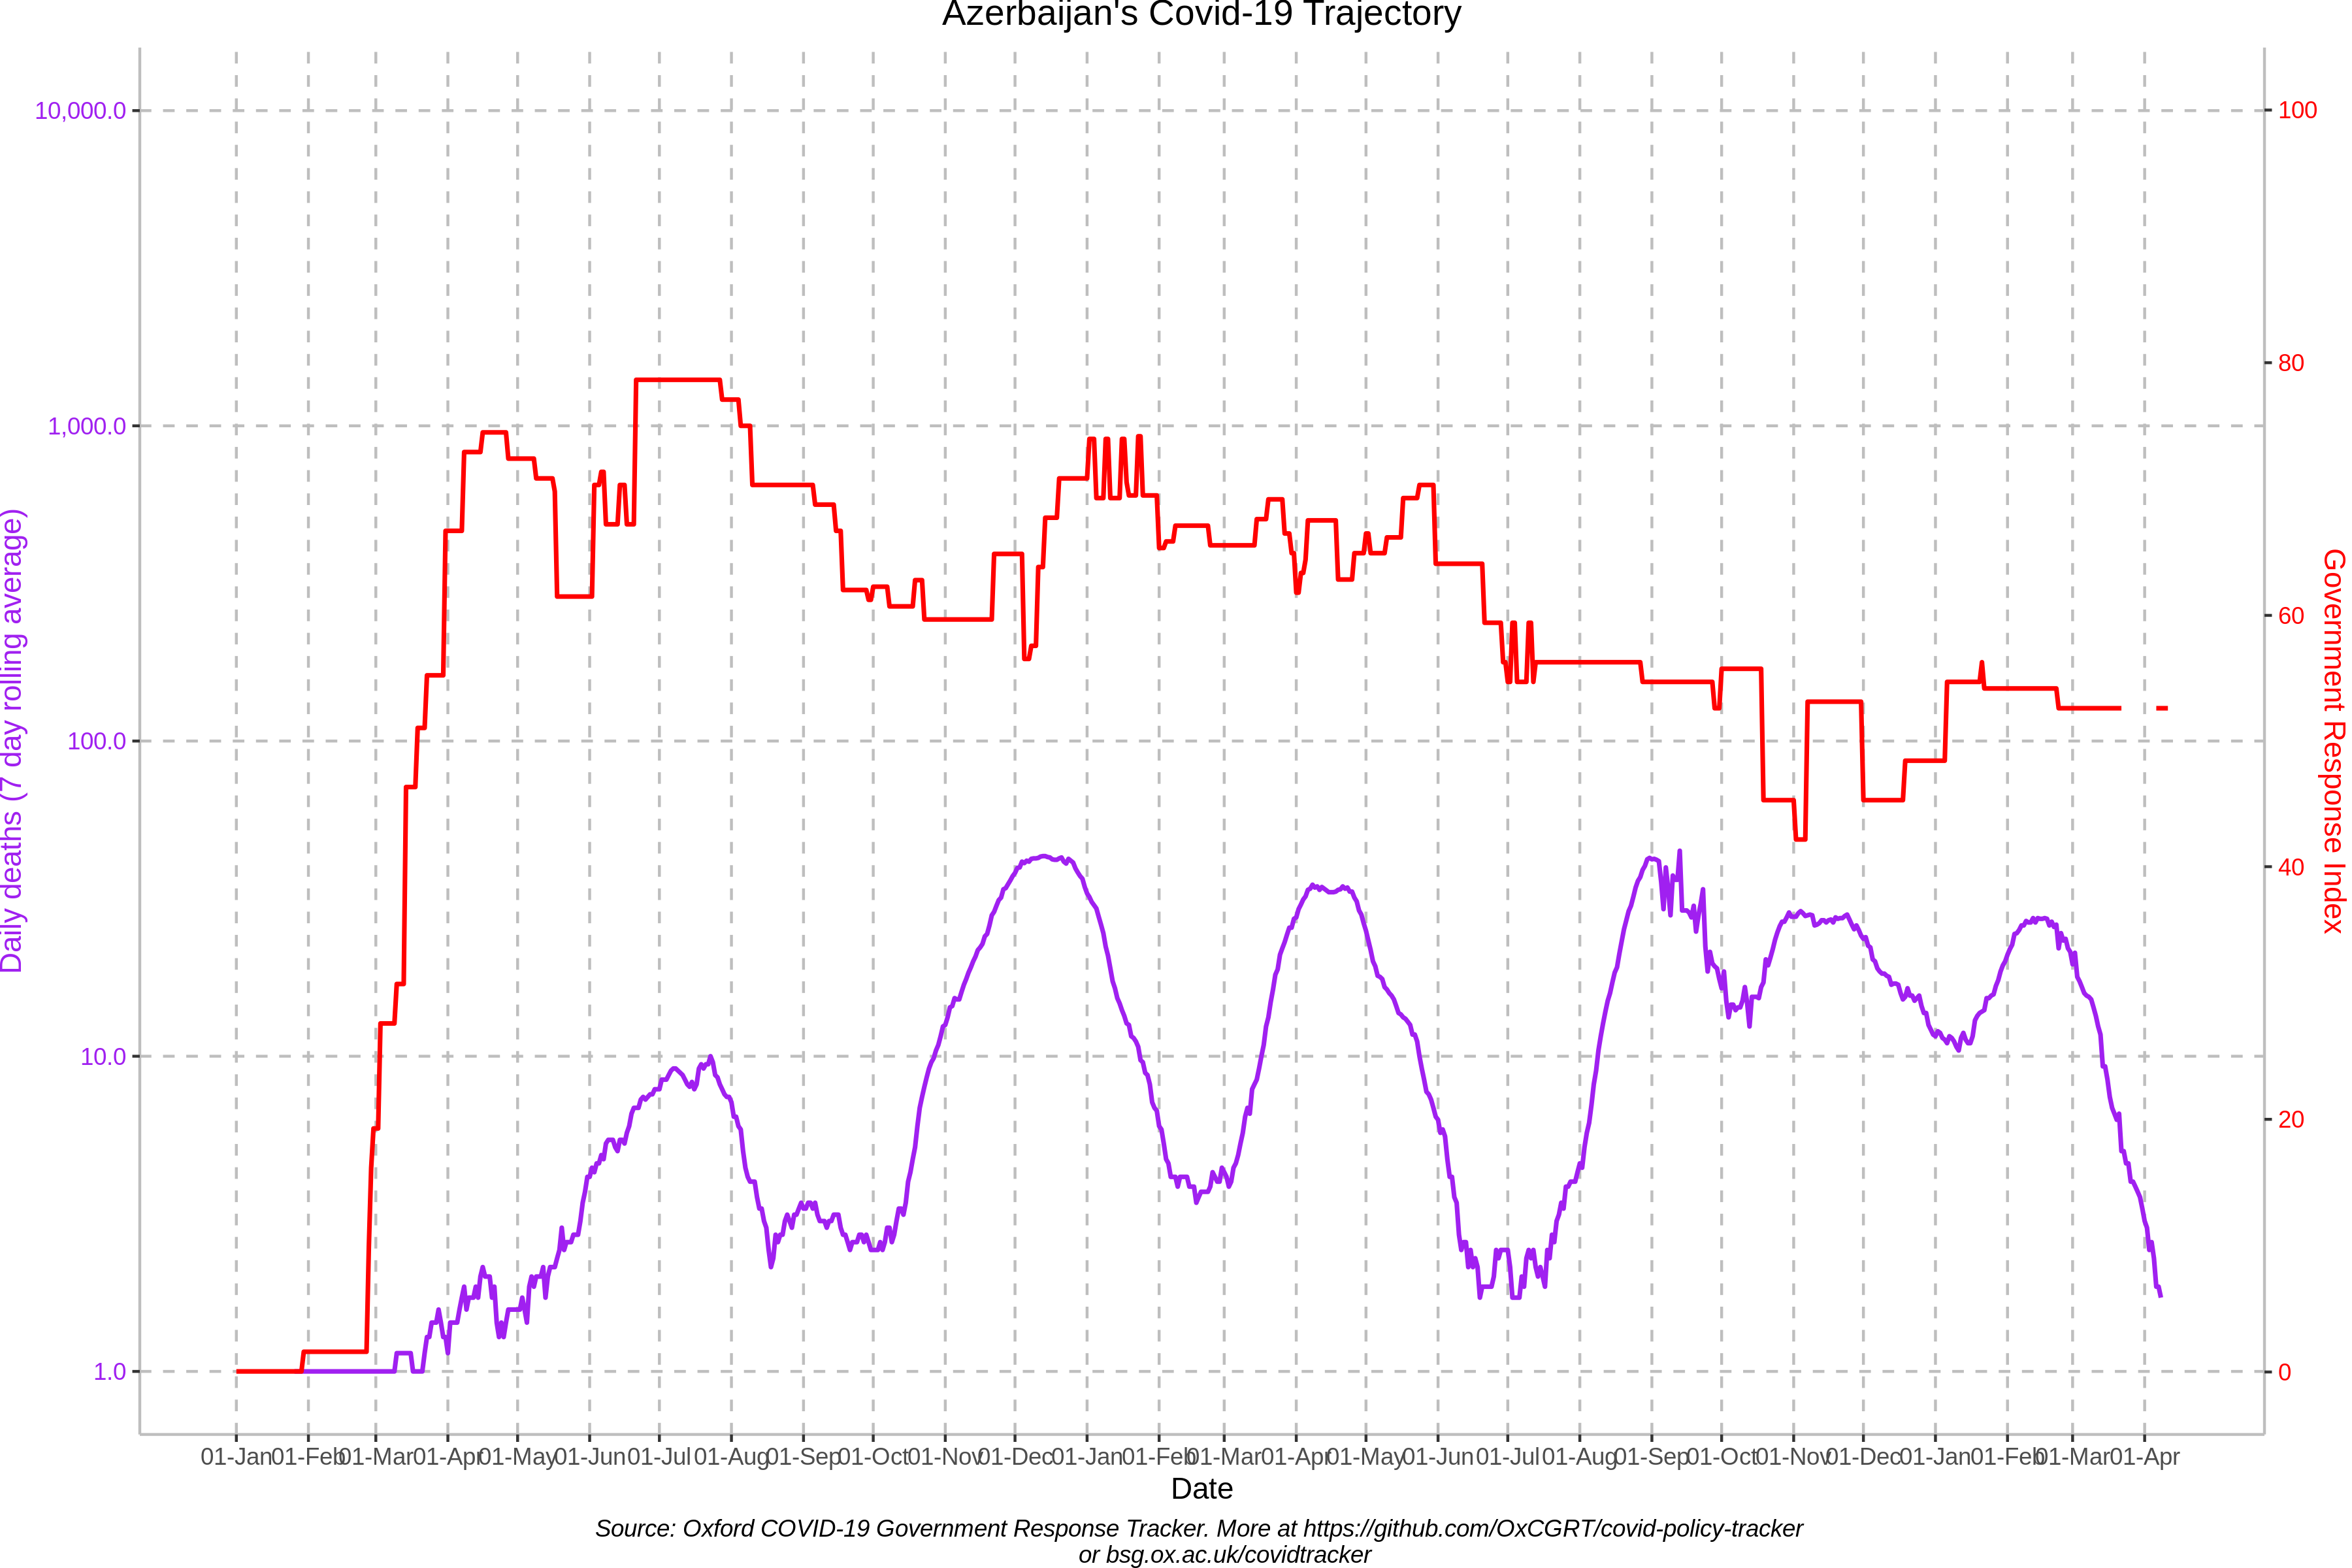 Azerbaijan's Covid-19 Trajectory
10,000.0
1,000.0
100.0
10.0
1.0
Daily deaths (7 day rolling average)
100
80
60
40
20
0
Government Response Index
01-Jan 01-Feb 01-Mar 01-Apr 01-May 01-Jun 01-Jul 01-Aug 01-Sep 01-Oct 01-Nov 01-Dec 01-Jan 01-Feb 01-Mar 01-Apr 01-May 01-Jun 01-Jul 01-Aug 01-Sep 01-Oct 01-Nov 01-Dec 01-Jan 01-Feb 01-Mar 01-Apr
Date
Source: Oxford COVID-19 Government Response Tracker. More at https://github.com/OxCGRT/covid-policy-tracker
or bsg.ox.ac.uk/covidtracker